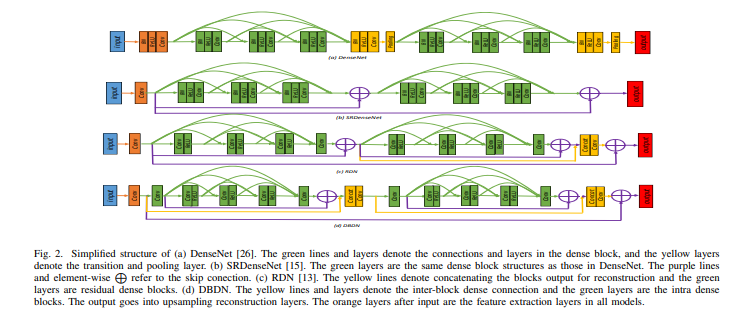 input
BN
ReLU
Conv
BN
ReLU
Conv
BN
ReLU
Conv
BN
ReLU
Conv
BN
ReLU
Conv
Pooling
BN
ReLU
Conv
BN
ReLU
Conv
BN
ReLU
Conv
BN
ReLU
Conv
Pooling
output
(a) DenseNet
input
Conv
BN
ReLU
Conv
BN
ReLU
Conv
BN
ReLU
Conv
BN
ReLU
Conv
BN
ReLU
Conv
BN
ReLU
Conv
output
(b) SRDenseNet
input
Conv
Conv
ReLU
Conv
ReLU
Conv
ReLU
Conv
Conv
ReLU
Conv
ReLU
Conv
ReLU
Conv
Concat
Conv
output
(c) RDN
input
Conv
Conv
Conv
ReLU
Conv
ReLU
Conv
ReLU
Conv
Concat
Conv
Conv
Conv
ReLU
Conv
ReLU
Conv
ReLU
Conv
Concat
Conv
output
(d) DBDN
Fig. 2. Simplified structure of (a) DenseNet [26]. The green lines and layers denote the connections and layers in the dense block, and the yellow layers
denote the transition and pooling layer. (b) SRDenseNet [15]. The green layers are the same dense block structures as those in DenseNet. The purple lines
and element-wise ⊕ refer to the skip conection. (c) RDN [13]. The yellow lines denote concatenating the blocks output for reconstruction and the green
layers are residual dense blocks. (d) DBDN. The yellow lines and layers denote the inter-block dense connection and the green layers are the intra dense
blocks. The output goes into upsampling reconstruction layers. The orange layers after input are the feature extraction layers in all models.